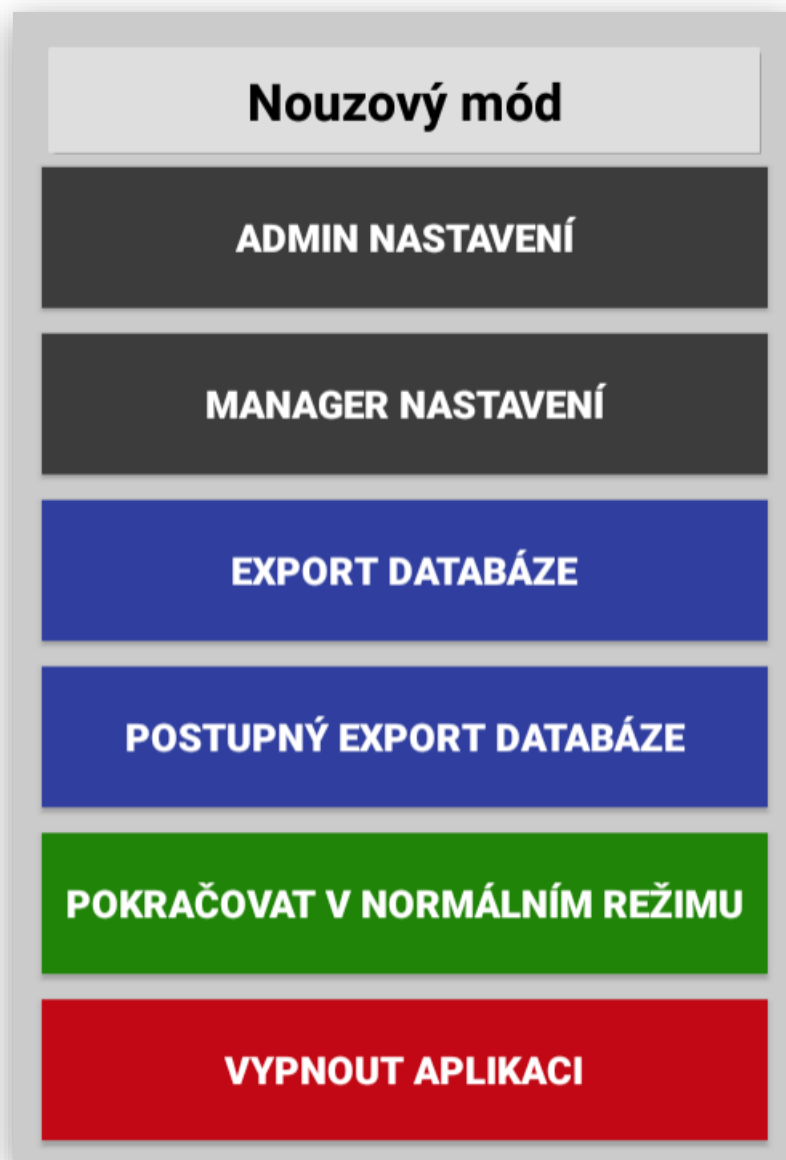 Nouzový mód
ADMIN NASTAVENÍ
MANAGER NASTAVENÍ
EXPORT DATABÁZE
POSTUPNÝ EXPORT DATABÁZE
POKRAČOVAT V NORMÁLNÍM REŽIMU
VYPNOUT APLIKACI